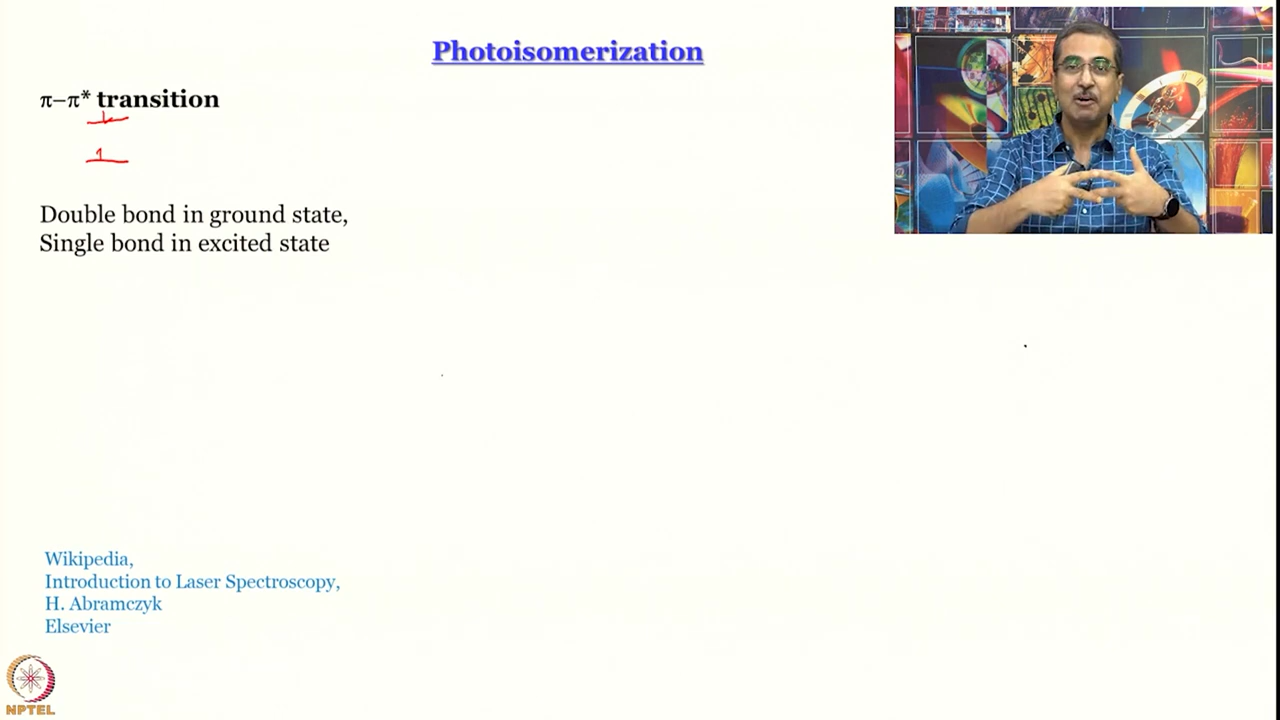 Photoisomerization
π–π* transition
Double bond in ground state,
Single bond in excited state
Wikipedia,
Introduction to Laser Spectroscopy,
H. Abramczyk
Elsevier
NPTEL